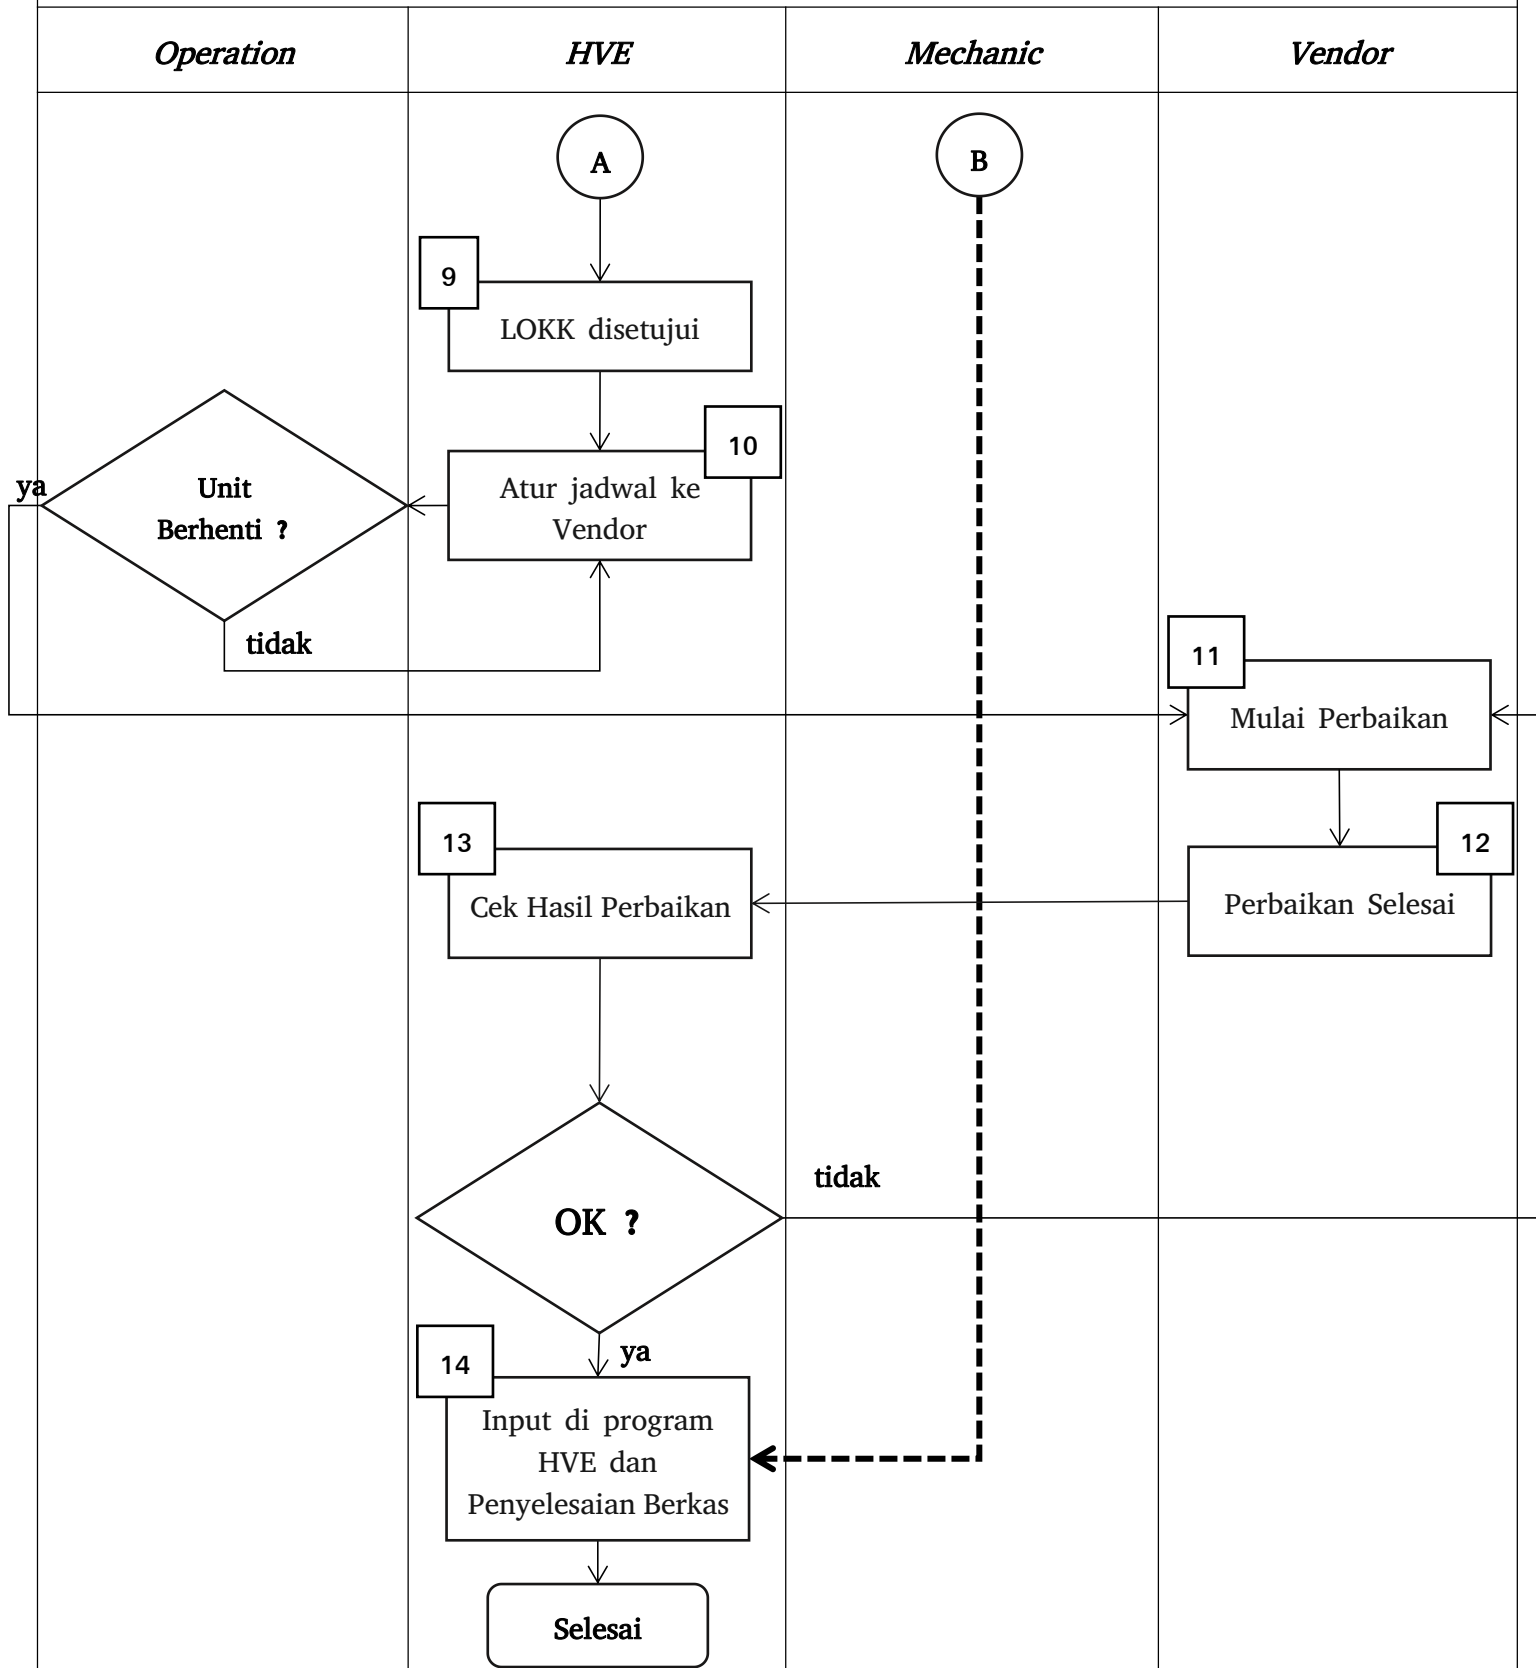 Operation
HVE
Mechanic
Vendor
A
B
9
LOKK disetujui
10
Atur jadwal ke
Vendor
ya
Unit
Berhenti ?
tidak
11
Mulai Perbaikan
13
Cek Hasil Perbaikan
12
Perbaikan Selesai
tidak
OK ?
ya
14
Input di program
HVE dan
Penyelesaian Berkas
Selesai